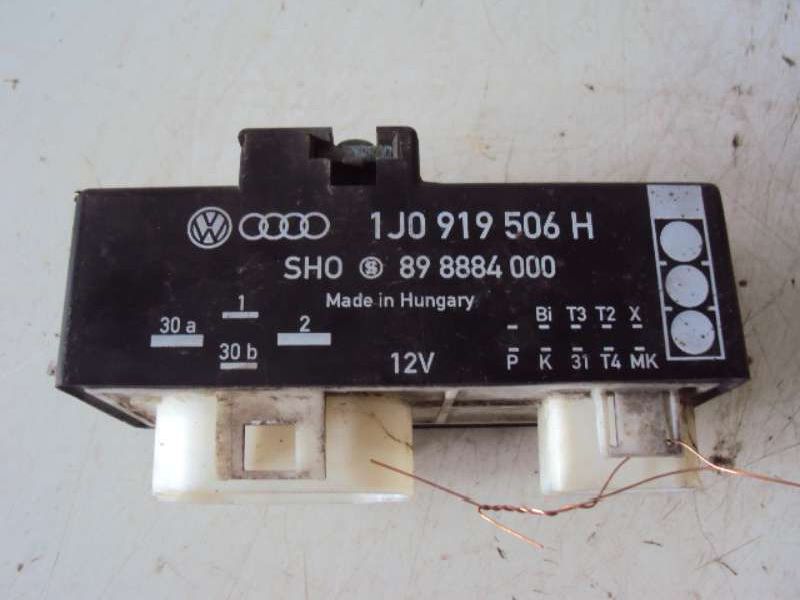 1J0 919 506 H
SHO S 89 8884 000
Made in Hungary
30 a 1 2
30 b
12V
Bi T3 T2 X
P K 31 T4 MK